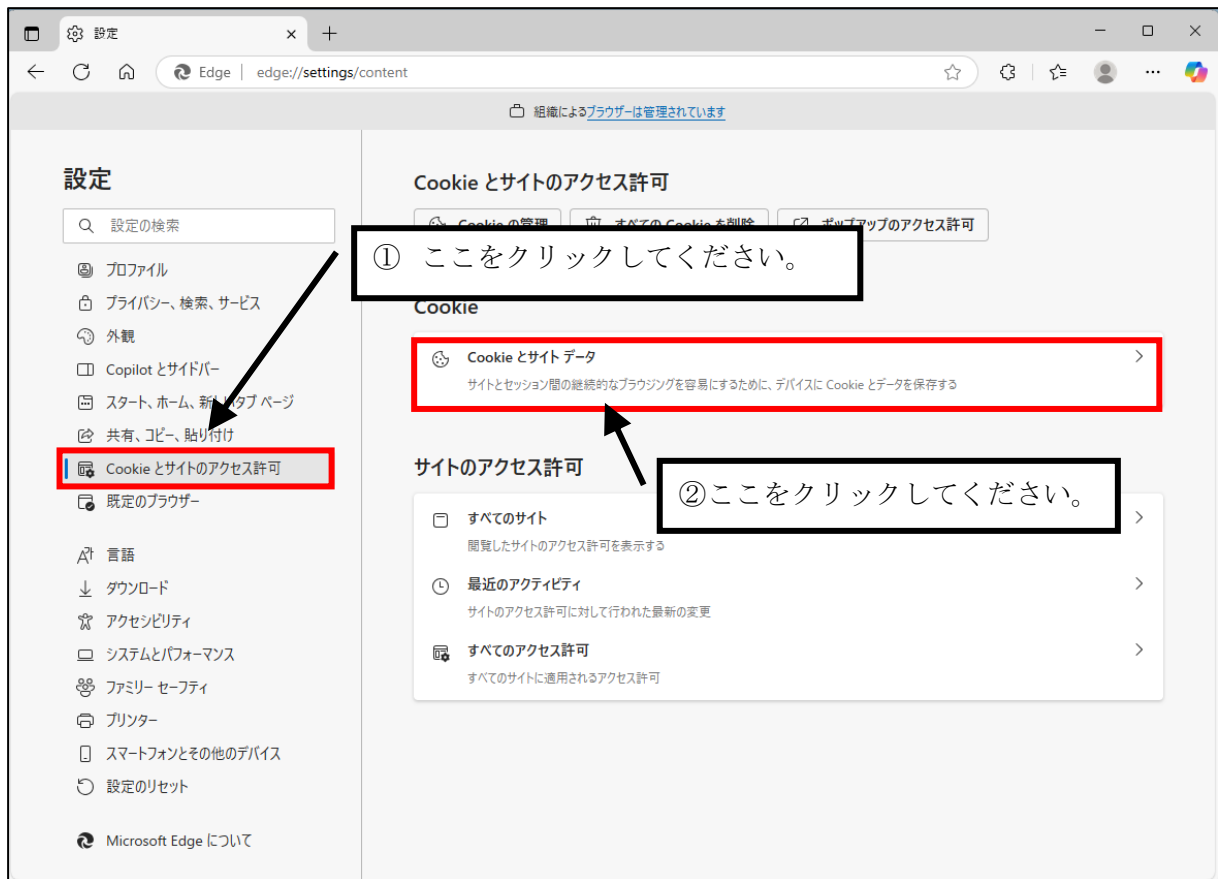 設定
Edge
edge://settings/content
組織によるブラウザーは管理されています
設定
設定の検索
プロファイル
プライバシー、検索、サービス
外観
Copilot とサイドバー
スタート、ホーム、新しいタブ ページ
共有、コピー、貼り付け
Cookie とサイトのアクセス許可
既定のブラウザー
言語
ダウンロード
アクセシビリティ
システムとパフォーマンス
ファミリー セーフティ
プリンター
スマートフォンとその他のデバイス
設定のリセット
Microsoft Edge について
Cookie とサイトのアクセス許可
Cookie の管理
すべての Cookie を削除
ポップアップのアクセス許可
① ここをクリックしてください。
Cookie
Cookie とサイト データ
サイトとセッション間の継続的なブラウジングを容易にするために、デバイスに Cookie とデータを保存する
サイトのアクセス許可
②ここをクリックしてください。
すべてのサイト
閲覧したサイトのアクセス許可を表示する
最近のアクティビティ
サイトのアクセス許可に対して行われた最新の変更
すべてのアクセス許可
すべてのサイトに適用されるアクセス許可